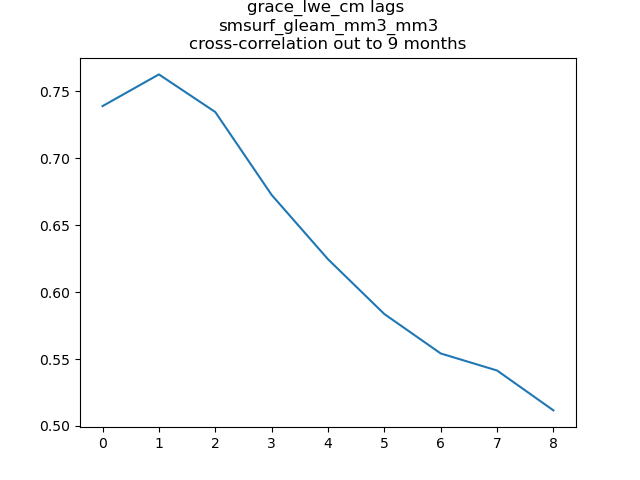 grace_lwe_cm lags
smsurf_gleam_mm3_mm3
cross-correlation out to 9 months
0.75
0.70
0.65
0.60
0.55
0.50
0 1 2 3 4 5 6 7 8